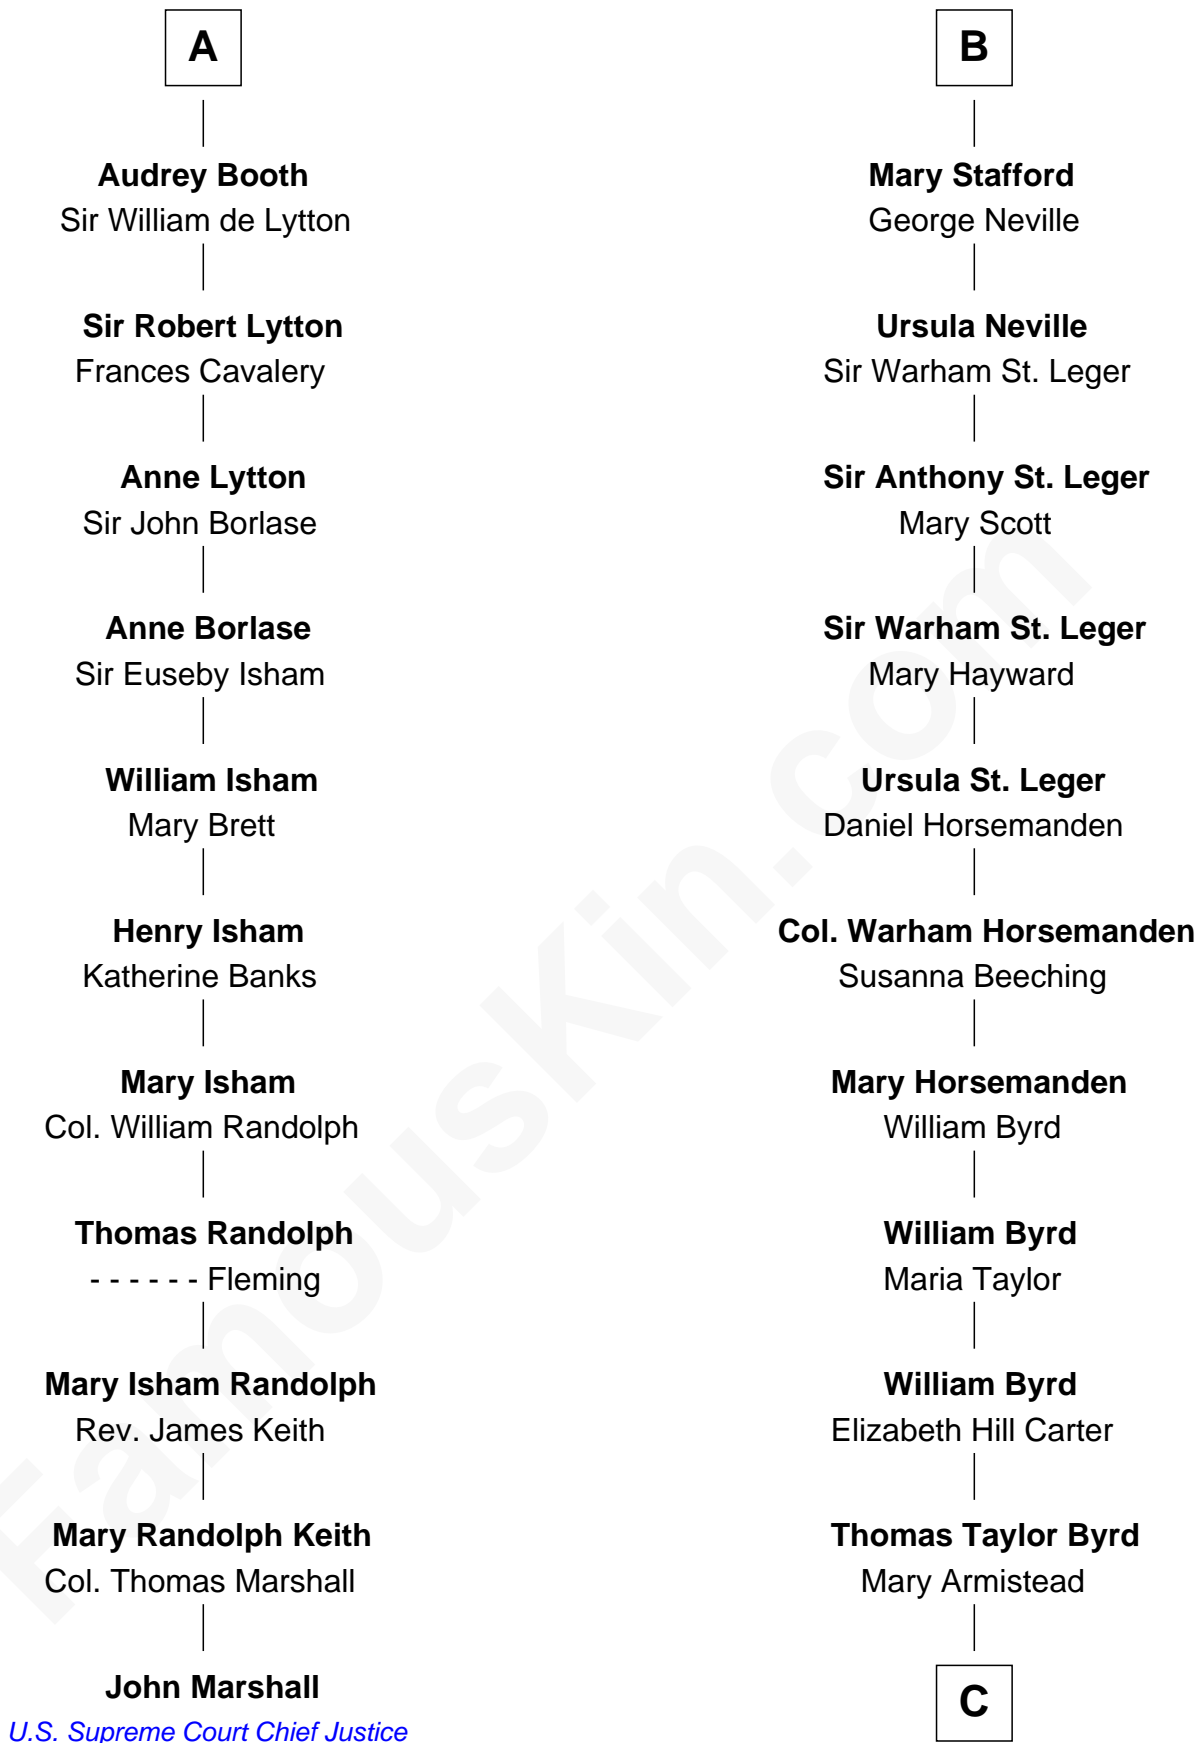 A
Audrey Booth
Sir William de Lytton
Sir Robert Lytton
Frances Cavalery
Anne Lytton
Sir John Borlase
Anne Borlase
Sir Euseby Isham
William Isham
Mary Brett
Henry Isham
Katherine Banks
Mary Isham
Col. William Randolph
Thomas Randolph
- - - - - - Fleming
Mary Isham Randolph
Rev. James Keith
Mary Randolph Keith
Col. Thomas Marshall
John Marshall
U.S. Supreme Court Chief Justice
B
Mary Stafford
George Neville
Ursula Neville
Sir Warham St. Leger
Sir Anthony St. Leger
Mary Scott
Sir Warham St. Leger
Mary Hayward
Ursula St. Leger
Daniel Horsemanden
Col. Warham Horsemanden
Susanna Beeching
Mary Horsemanden
William Byrd
William Byrd
Maria Taylor
William Byrd
Elizabeth Hill Carter
Thomas Taylor Byrd
Mary Armistead
C
FamousKin.com